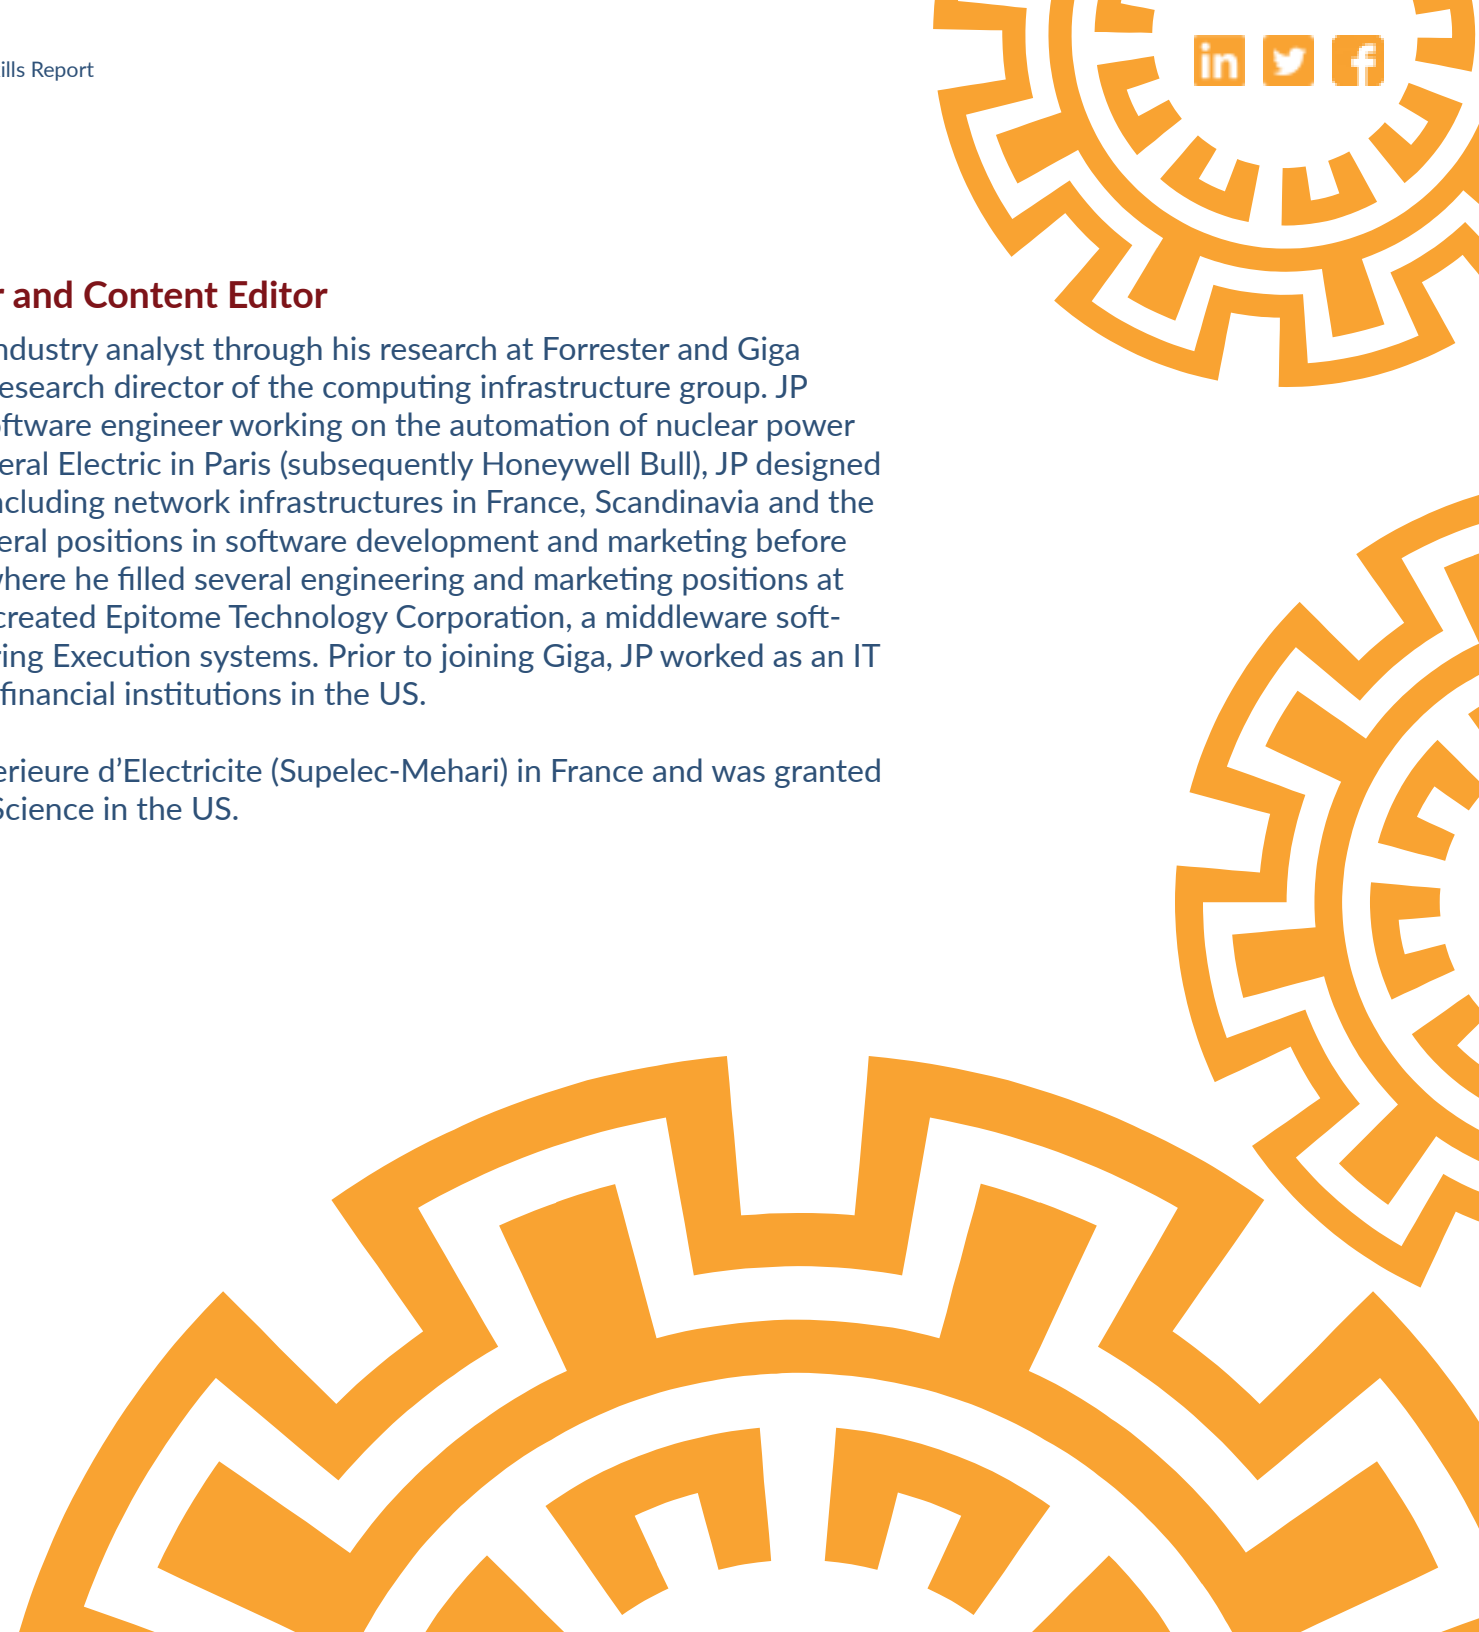 ills Report
in
r and Content Editor
ndustry analyst through his research at Forrester and Giga
esearch director of the computing infrastructure group. JP
oftware engineer working on the automation of nuclear power
eral Electric in Paris (subsequently Honeywell Bull), JP designed
ncluding network infrastructures in France, Scandinavia and the
eral positions in software development and marketing before
where he filled several engineering and marketing positions at
created Epitome Technology Corporation, a middleware soft-
ring Execution systems. Prior to joining Giga, JP worked as an IT
financial institutions in the US.
erieure d’Electricite (Supelec-Mehari) in France and was granted
Science in the US.